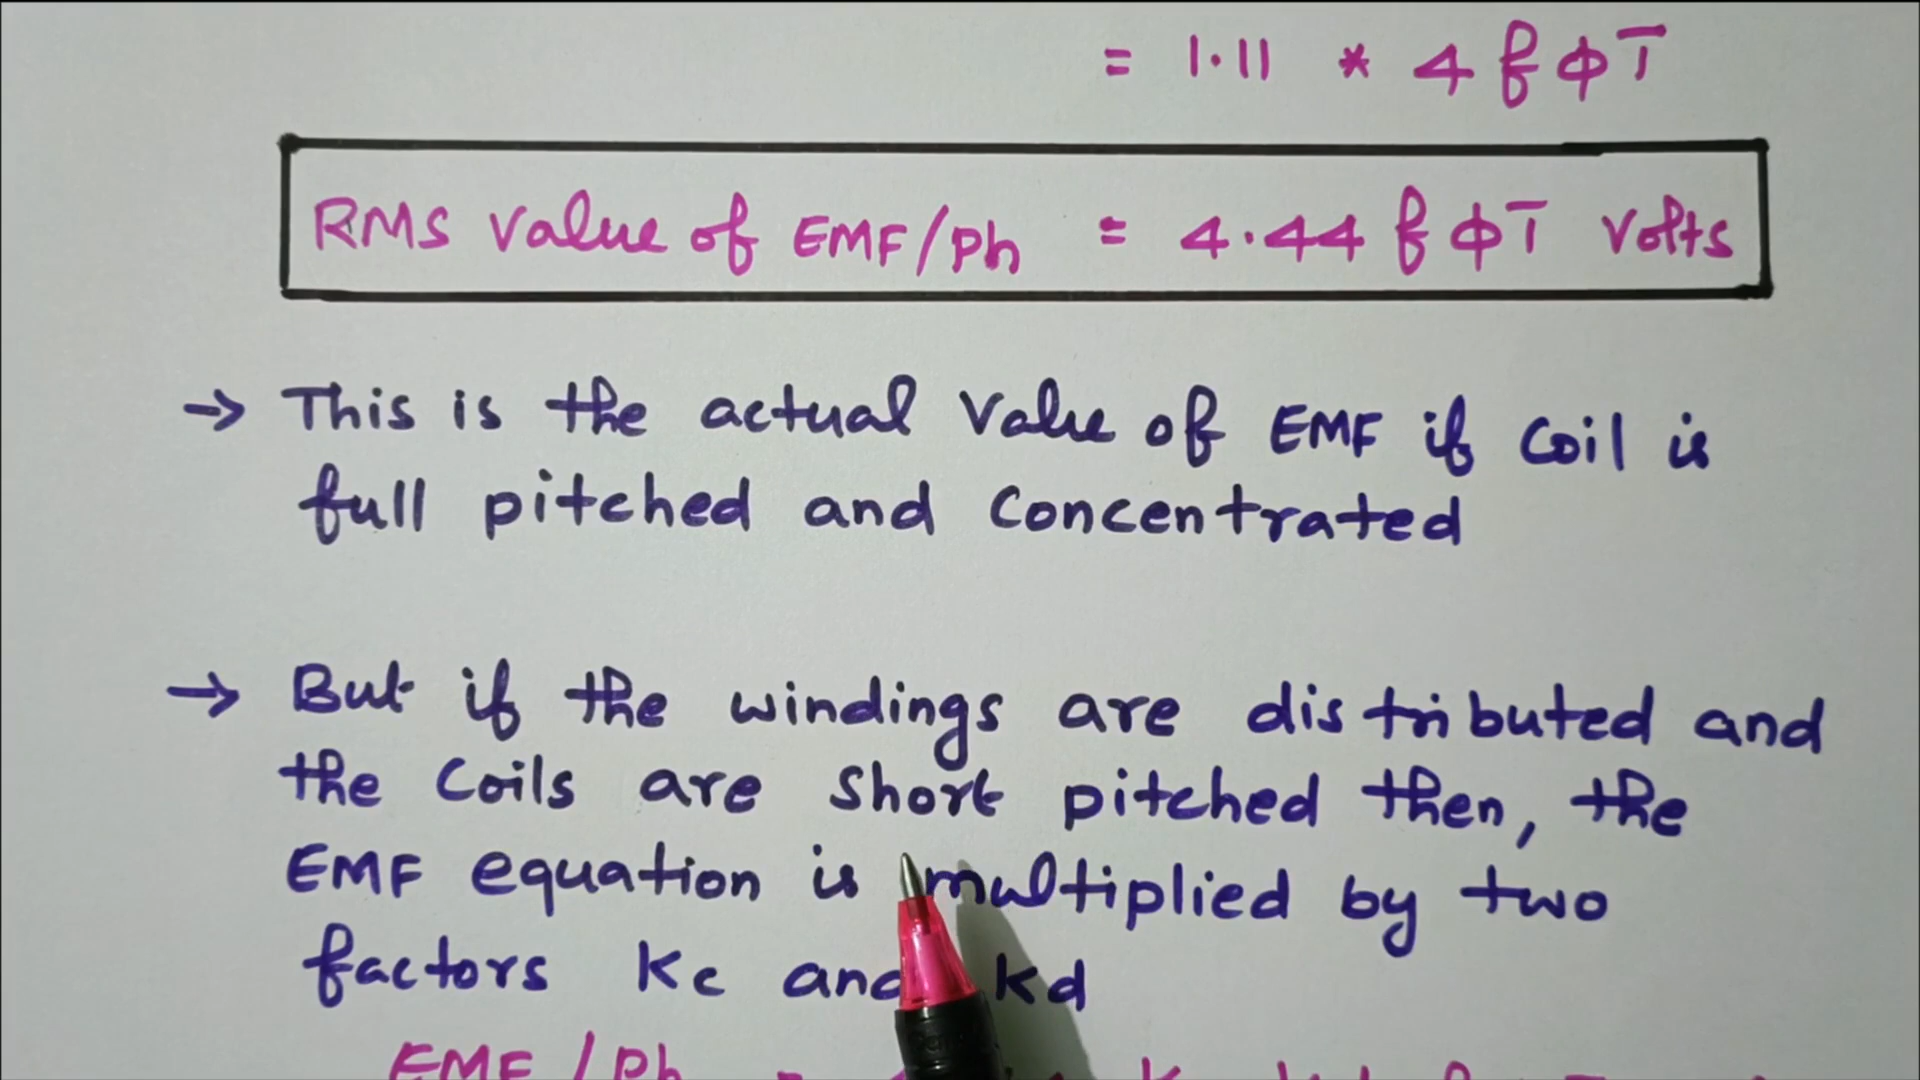 = 1.11 * 4 f Φ T
RMS value of EMF/Ph = 4.44 f Φ T Volts
→ This is the actual Value of EMF if Coil is
full pitched and Concentrated
→ But if the windings are distributed and
the Coils are Short pitched then, the
EMF equation is multiplied by two
factors Kc and Kd
EMF / Ph =